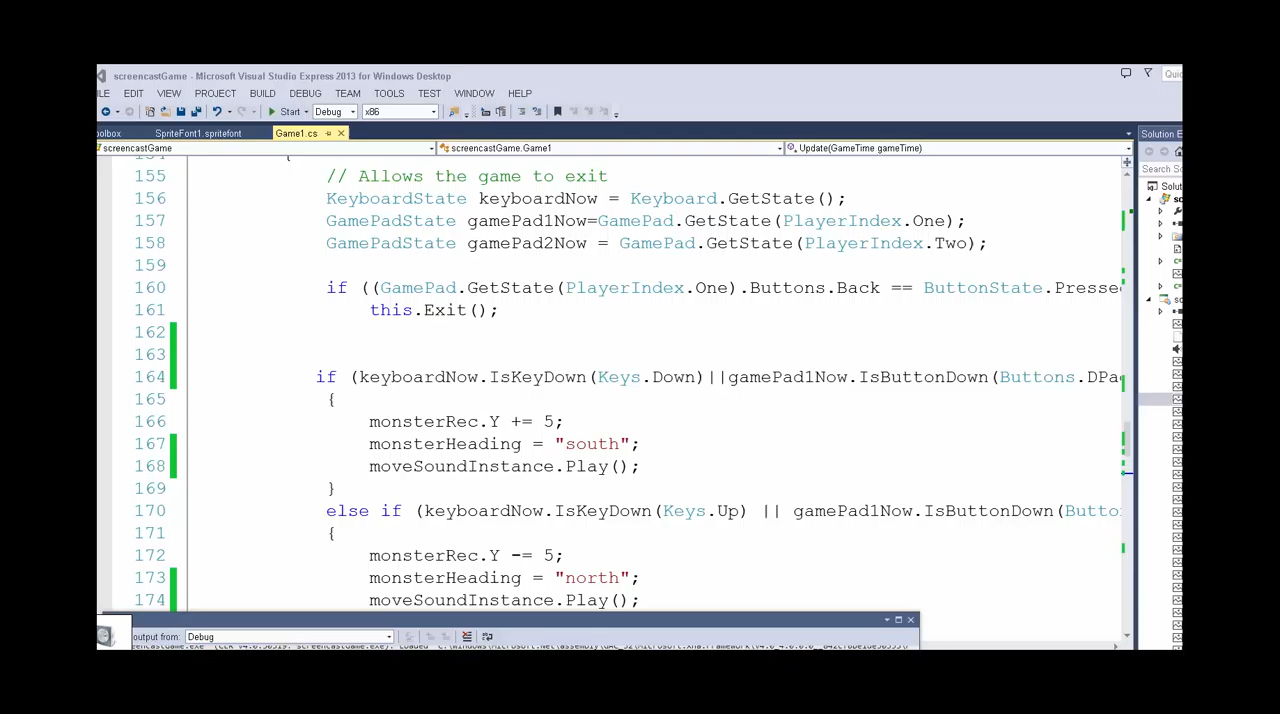 screencastGame - Microsoft Visual Studio Express 2013 for Windows Desktop
ILE EDIT VIEW PROJECT BUILD DEBUG TEAM TOOLS TEST WINDOW HELP
Start Debug x86
olbox SpriteFont1.spritefont Game1.cs Solution E
screencastGame screencastGame.Game1 Update(GameTime gameTime)
Search So
Solut
155 // Allows the game to exit
156 KeyboardState keyboardNow = Keyboard.GetState();
157 GamePadState gamePad1Now=GamePad.GetState(PlayerIndex.One);
158 GamePadState gamePad2Now = GamePad.GetState(PlayerIndex.Two);
159
160 if ((GamePad.GetState(PlayerIndex.One).Buttons.Back == ButtonState.Presse
161 this.Exit();
162
163
164 if (keyboardNow.IsKeyDown(Keys.Down)||gamePad1Now.IsButtonDown(Buttons.DPa
165 {
166 monsterRec.Y += 5;
167 monsterHeading = "south";
168 moveSoundInstance.Play();
169 }
170 else if (keyboardNow.IsKeyDown(Keys.Up) || gamePad1Now.IsButtonDown(Butto
171 {
172 monsterRec.Y -= 5;
173 monsterHeading = "north";
174 moveSoundInstance.Play();
output from: Debug